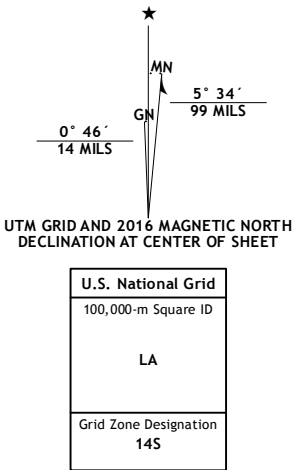 ★
MN
GN
5° 34´
99 MILS
0° 46´
14 MILS
UTM GRID AND 2016 MAGNETIC NORTH
DECLINATION AT CENTER OF SHEET
U.S. National Grid
100,000-m Square ID
LA
Grid Zone Designation
14S